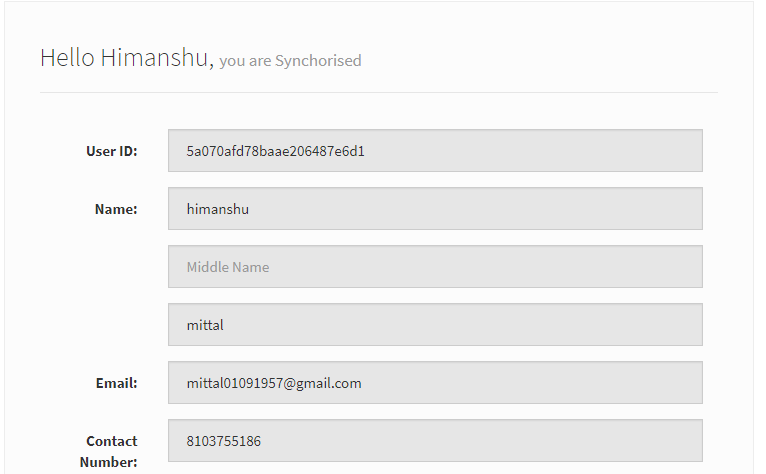 Hello Himanshu, you are Synchorised
User ID: 5a070afd78baae206487e6d1
Name: himanshu
Middle Name
mittal
Email: mittal01091957@gmail.com
Contact Number: 8103755186